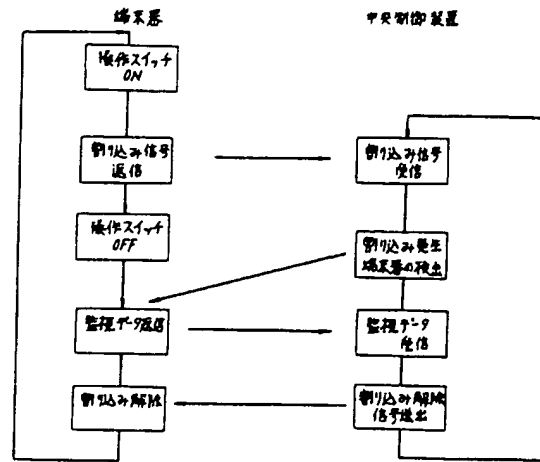 端末器
中央制御装置
操作スイッチ
ON
割り込み信号
返信
操作スイッチ
OFF
監視データ返信
割り込み解除
割り込み信号
受信
割り込み発生
端末器の検出
監視データ
受信
割り込み解除
信号送出